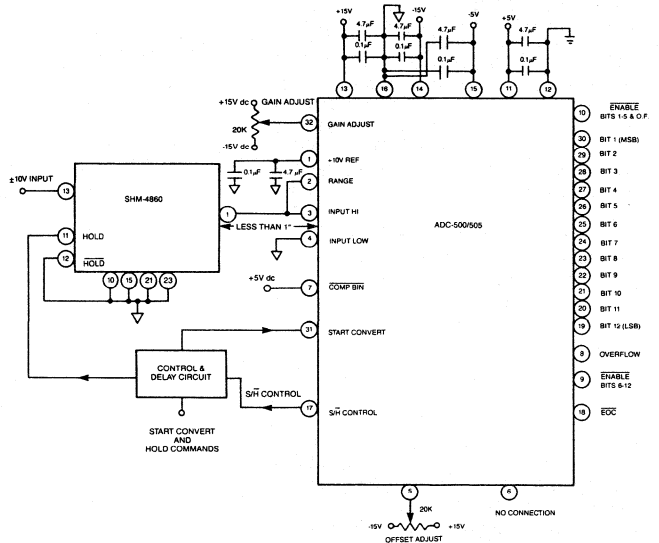 +15V -15V -5V +5V
4.7µF 4.7µF 4.7µF 4.7µF
0.1µF 0.1µF 0.1µF 0.1µF
13 16 14 15 11 12
+15V dc GAIN ADJUST
20K
-15V dc
32 GAIN ADJUST
1 +10V REF
0.1µF 4.7 µF
2 RANGE
3 INPUT HI
4 INPUT LOW
ADC-500/505
±10V INPUT
13
SHM-4860
1
LESS THAN 1"
11 HOLD
12 HOLD
10 15 21 23
+5V dc
7 COMP BIN
31 START CONVERT
CONTROL &
DELAY CIRCUIT
S/H CONTROL
17 S/H CONTROL
START CONVERT
AND
HOLD COMMANDS
10 ENABLE
BITS 1-5 & O.F.
30 BIT 1 (MSB)
29 BIT 2
28 BIT 3
27 BIT 4
26 BIT 5
25 BIT 6
24 BIT 7
23 BIT 8
22 BIT 9
21 BIT 10
20 BIT 11
19 BIT 12 (LSB)
8 OVERFLOW
9 ENABLE
BITS 6-12
18 EOC
5 6
NO CONNECTION
20K
-15V +15V
OFFSET ADJUST